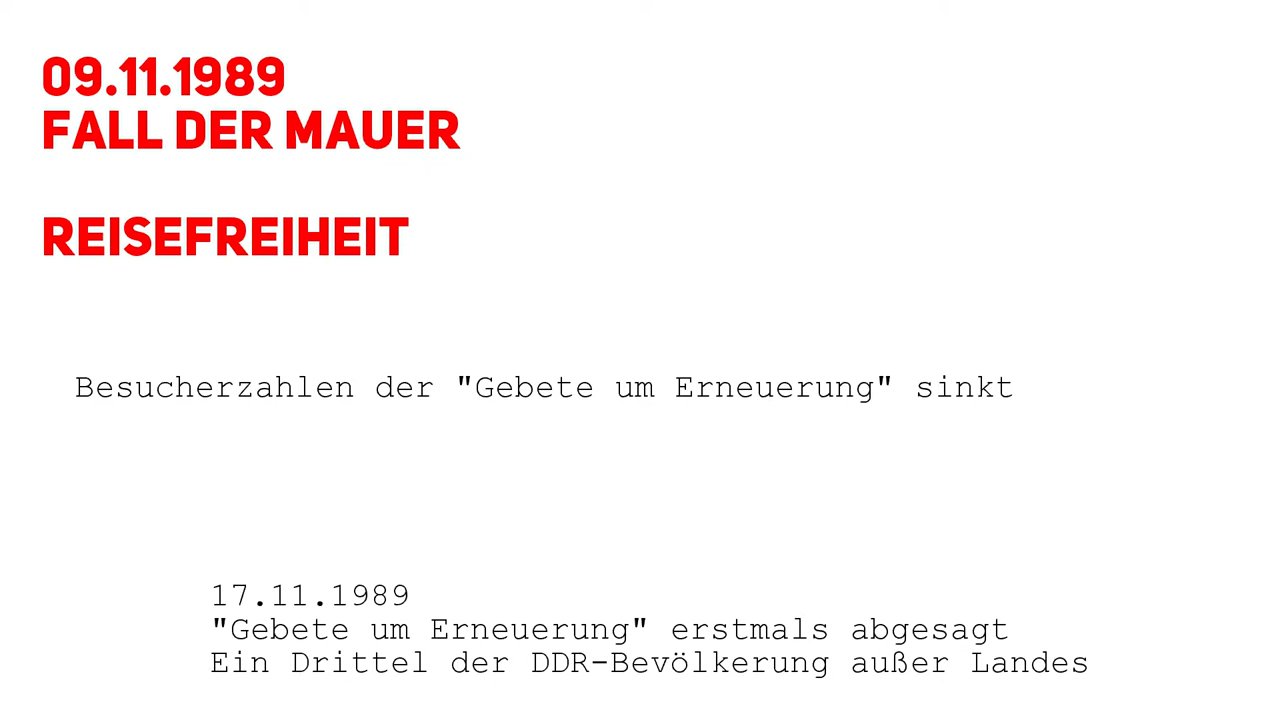 09.11.1989
FALL DER MAUER
REISEFREIHEIT
Besucherzahlen der "Gebete um Erneuerung" sinkt
17.11.1989
"Gebete um Erneuerung" erstmals abgesagt
Ein Drittel der DDR-Bevölkerung außer Landes